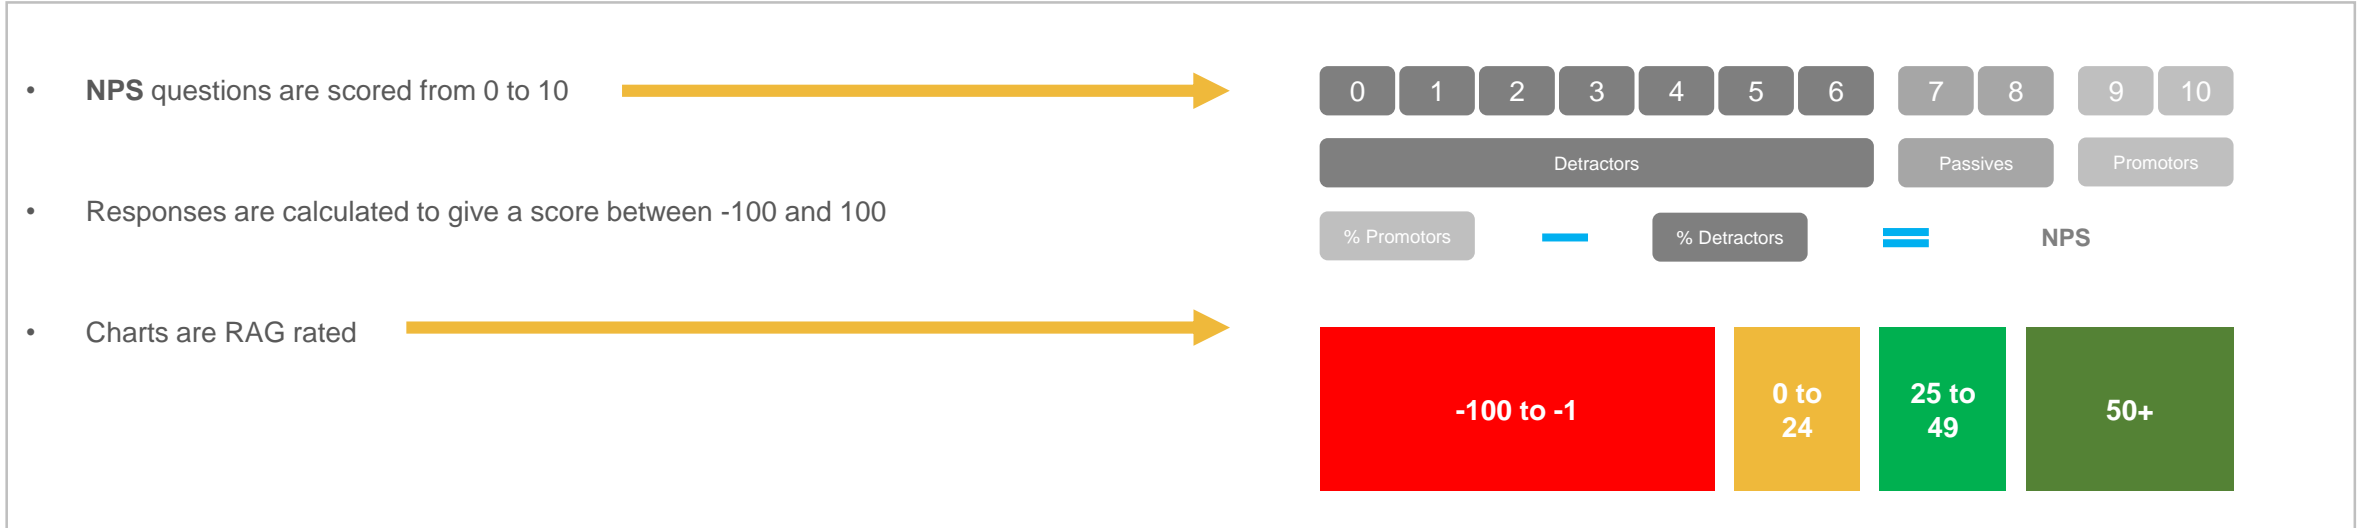 • NPS questions are scored from 0 to 10
0 1 2 3 4 5 6 7 8 9 10
Detractors Passives Promotors
• Responses are calculated to give a score between -100 and 100
% Promotors % Detractors NPS
• Charts are RAG rated
-100 to -1
0 to
24
25 to
49
50+